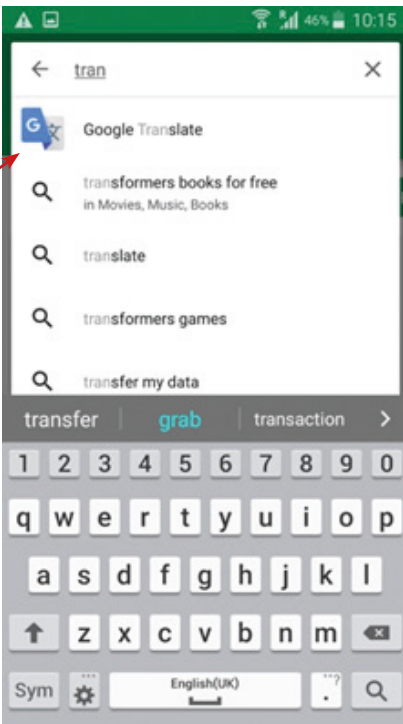 46% 10:15
tran
Google Translate
transformers books for free
in Movies, Music, Books
translate
transformers games
transfer my data
transfer grab transaction >
1 2 3 4 5 6 7 8 9 0
q w e r t y u i o p
a s d f g h j k l
z x c v b n m
Sym English(UK) . ...?